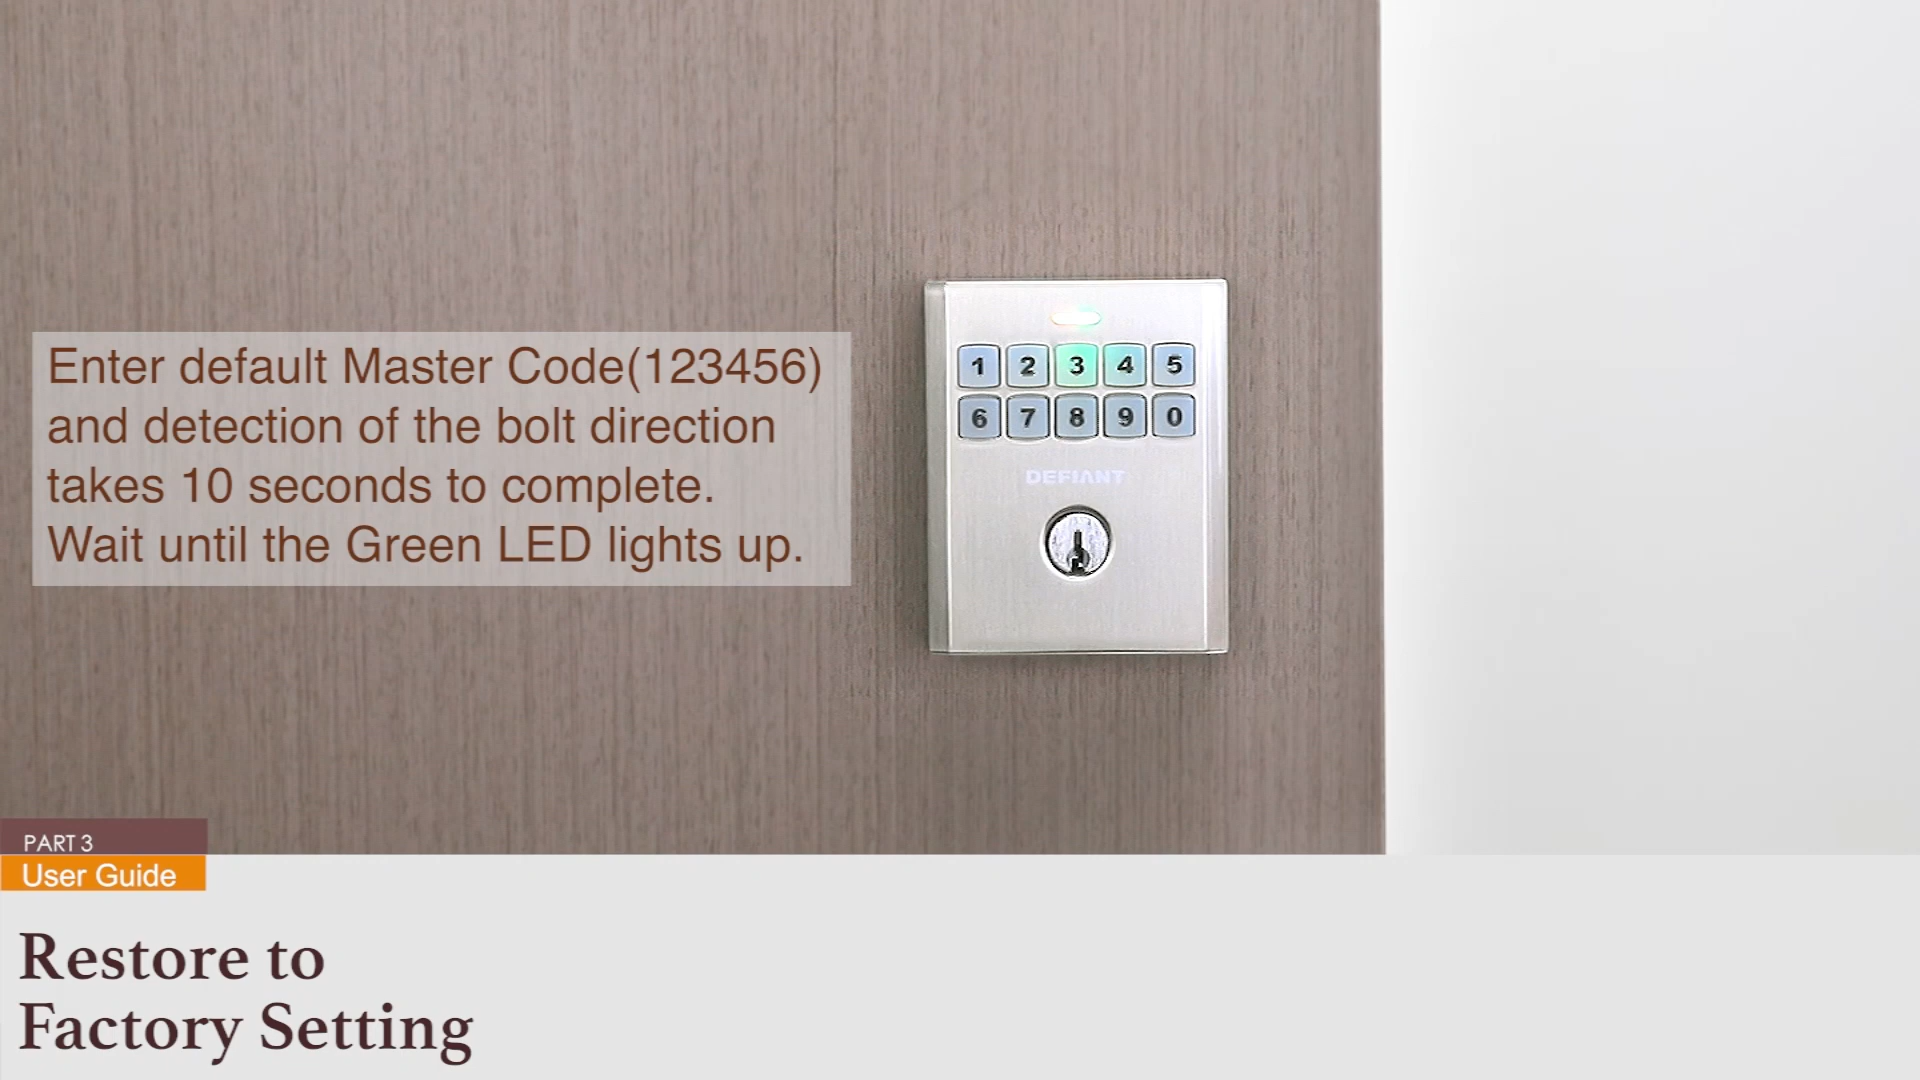 Enter default Master Code(123456)
and detection of the bolt direction
takes 10 seconds to complete.
Wait until the Green LED lights up.
1 2 3 4 5
6 7 8 9 0
DEFIANT
PART 3
User Guide
Restore to
Factory Setting